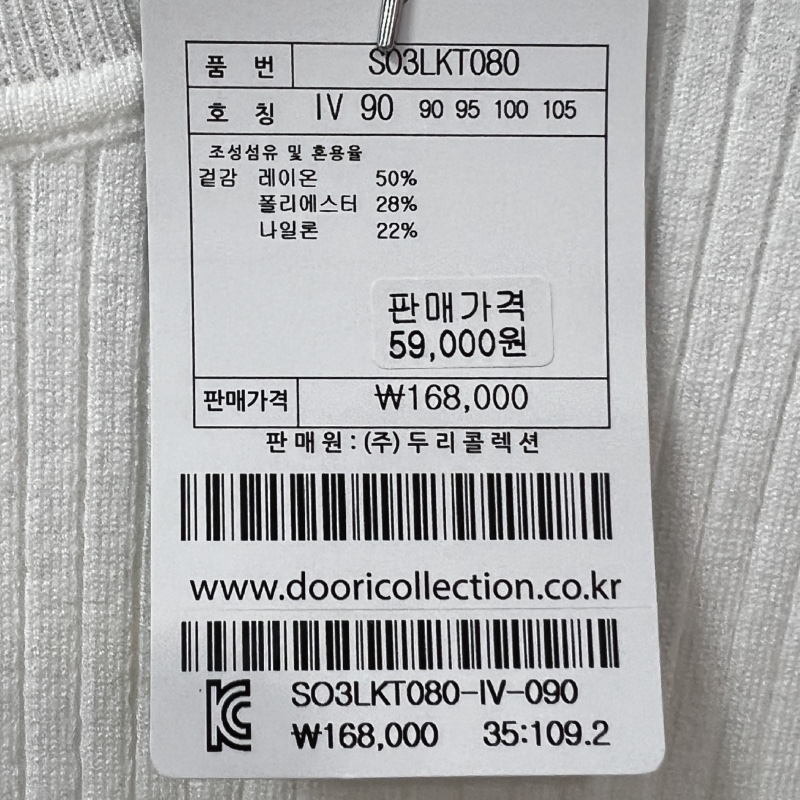 품 번 SO3LKT080
호 칭 IV 90 90 95 100 105
조성섬유 및 혼용율
겉감 레이온 50%
폴리에스터 28%
나일론 22%
판매가격
59,000원
판매가격 ₩168,000
판매원 : (주)두리콜렉션
www.dooricollection.co.kr
KC SO3LKT080-IV-090
₩168,000 35:109.2